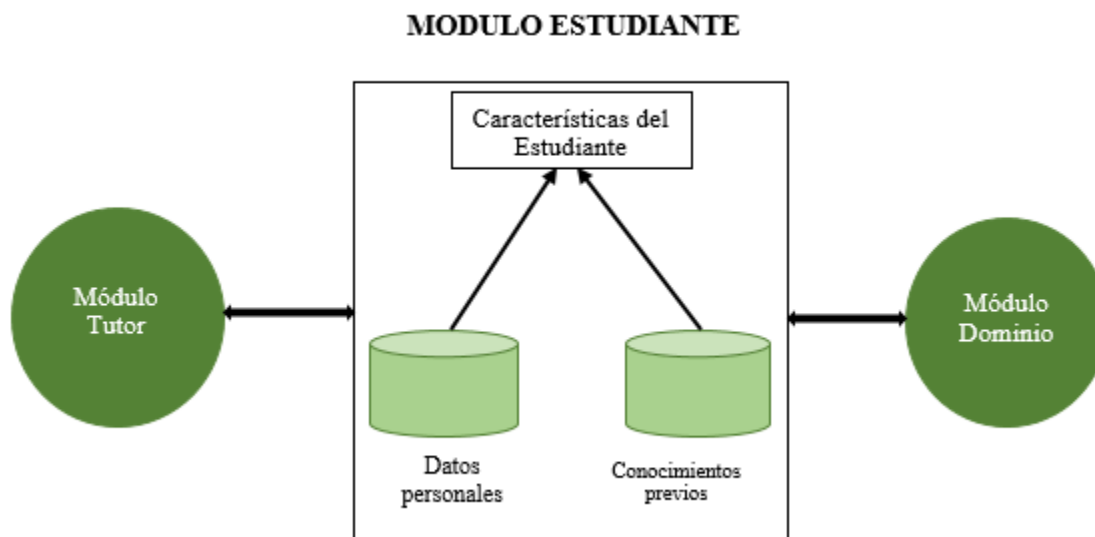 MODULO ESTUDIANTE
Características del
Estudiante
Módulo
Tutor
Módulo
Dominio
Datos
personales
Conocimientos
previos